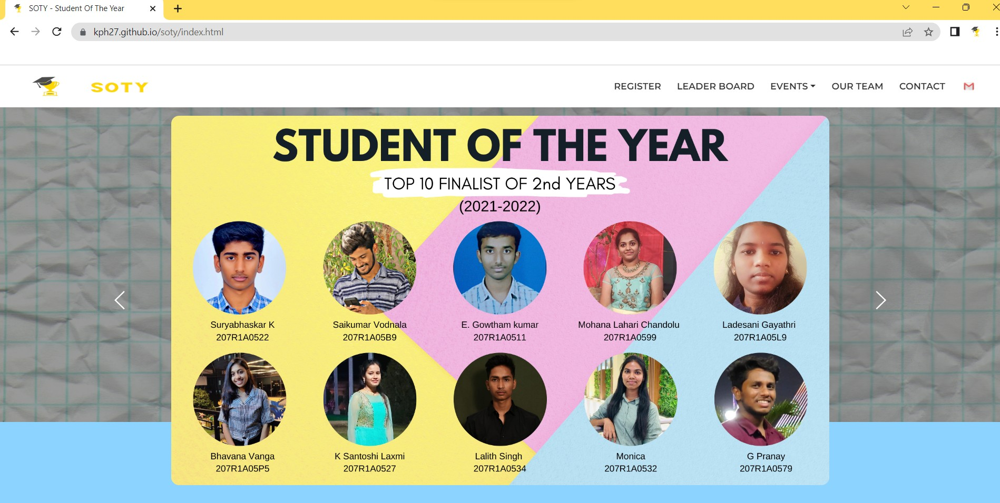 SOTY - Student Of The Year
kph27.github.io/soty/index.html
SOTY
REGISTER LEADER BOARD EVENTS OUR TEAM CONTACT
STUDENT OF THE YEAR
TOP 10 FINALIST OF 2nd YEARS
(2021-2022)
Suryabhaskar K Saikumar Vodnala E. Gowtham kumar Mohana Lahari Chandolu Ladesani Gayathri
207R1A0522 207R1A05B9 207R1A0511 207R1A0599 207R1A05L9
Bhavana Vanga K Santoshi Laxmi Lalith Singh Monica G Pranay
207R1A05P5 207R1A0527 207R1A0534 207R1A0532 207R1A0579